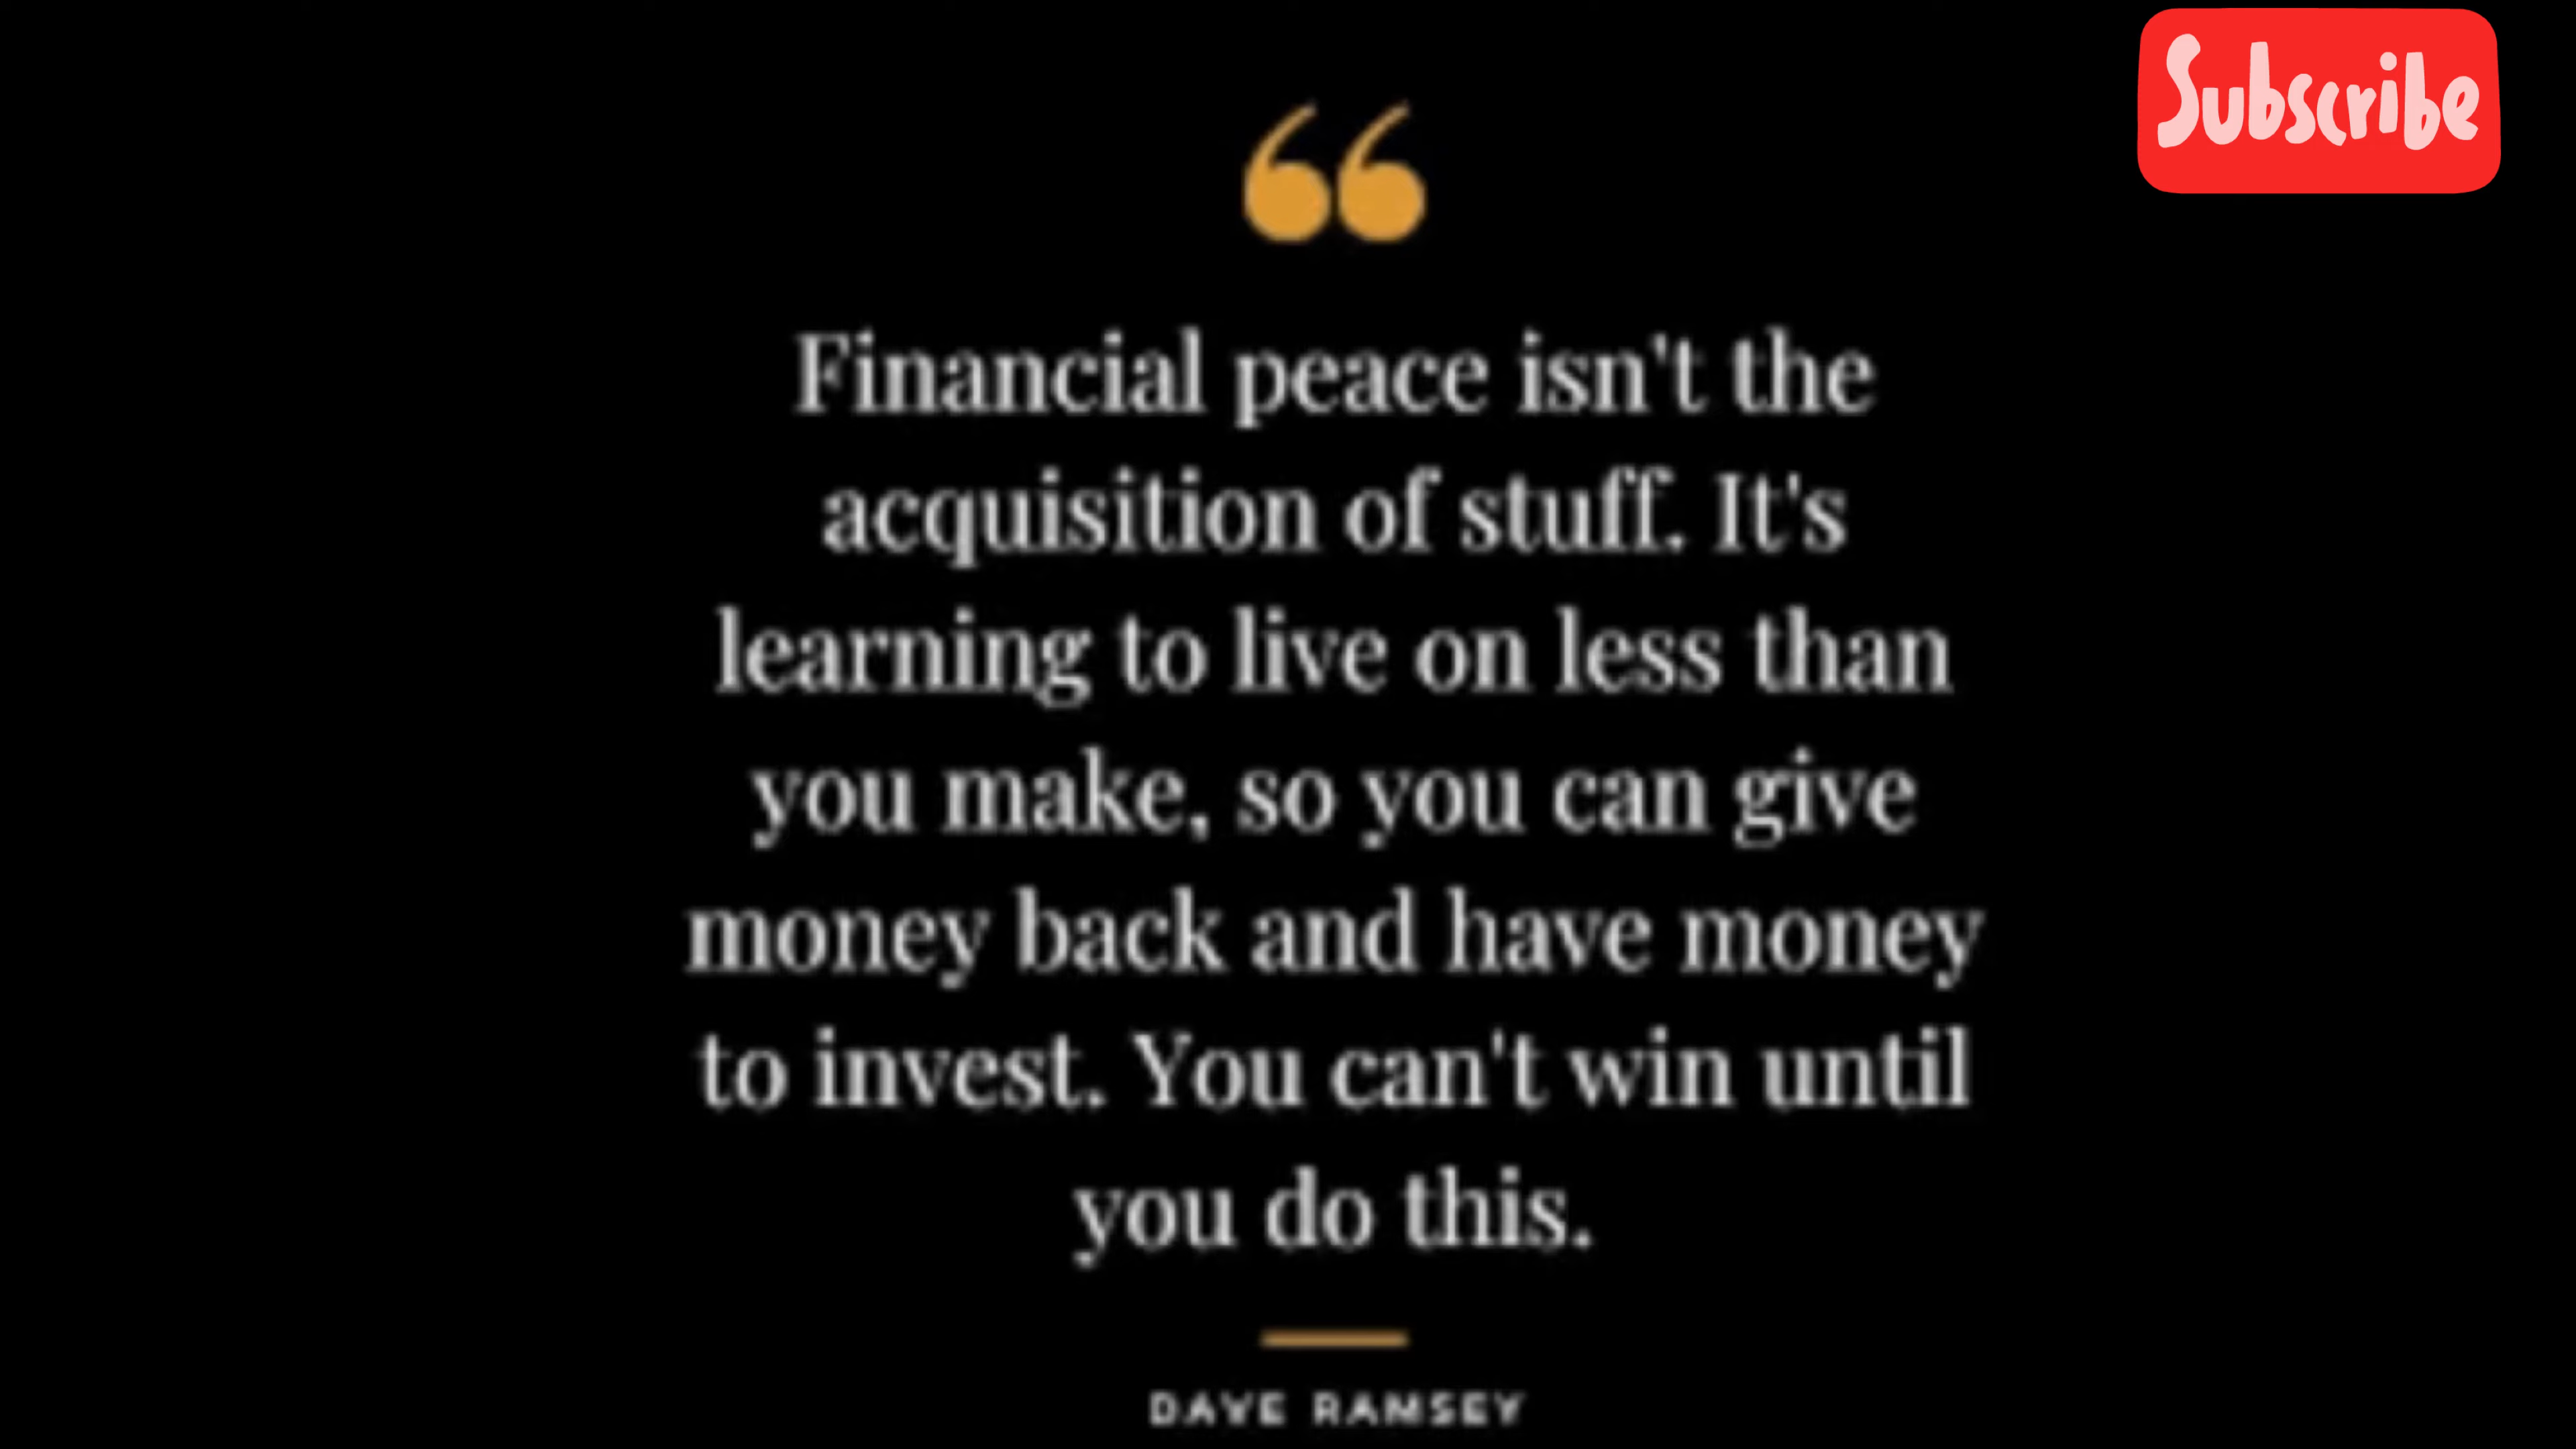 Subscribe
“
Financial peace isn't the
acquisition of stuff. It's
learning to live on less than
you make, so you can give
money back and have money
to invest. You can't win until
you do this.
DAVE RAMSEY